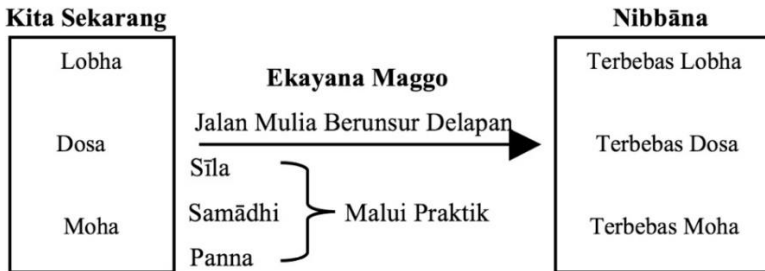 Kita Sekarang
Lobha
Dosa
Moha
Ekayana Maggo
Jalan Mulia Berunsur Delapan
Sīla
Samādhi
Panna
Malui Praktik
Nibbāna
Terbebas Lobha
Terbebas Dosa
Terbebas Moha